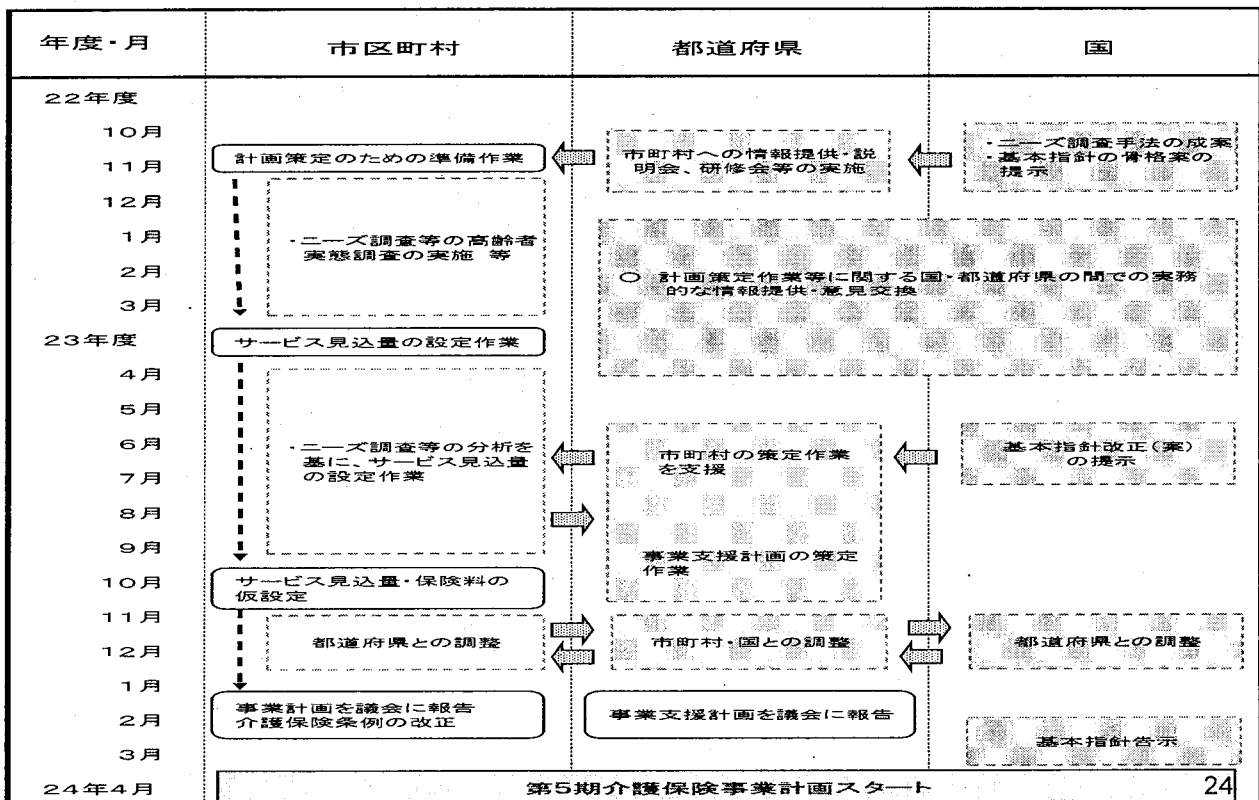 年度・月
市区町村
都道府県
国
22年度
10月
11月
12月
1月
2月
3月
23年度
4月
5月
6月
7月
8月
9月
10月
11月
12月
1月
2月
3月
24年4月
計画策定のための準備作業
・ニーズ調査等の高齢者
実態調査の実施 等
サービス見込量の設定作業
・ニーズ調査等の分析を
基に、サービス見込量
の設定作業
サービス見込量・保険料の
仮設定
都道府県との調整
事業計画を議会に報告
介護保険条例の改正
市町村への情報提供・説
明会、研修会等の実施
○ 計画策定作業等に関する国・都道府県の間での実務
的な情報提供・意見交換
市町村の策定作業
を支援
事業支援計画の策定
作業
市町村・国との調整
事業支援計画を議会に報告
・ニーズ調査手法の成案
・基本指針の骨格案の
提示
基本指針改正(案)
の提示
都道府県との調整
基本指針告示
第5期介護保険事業計画スタート
24